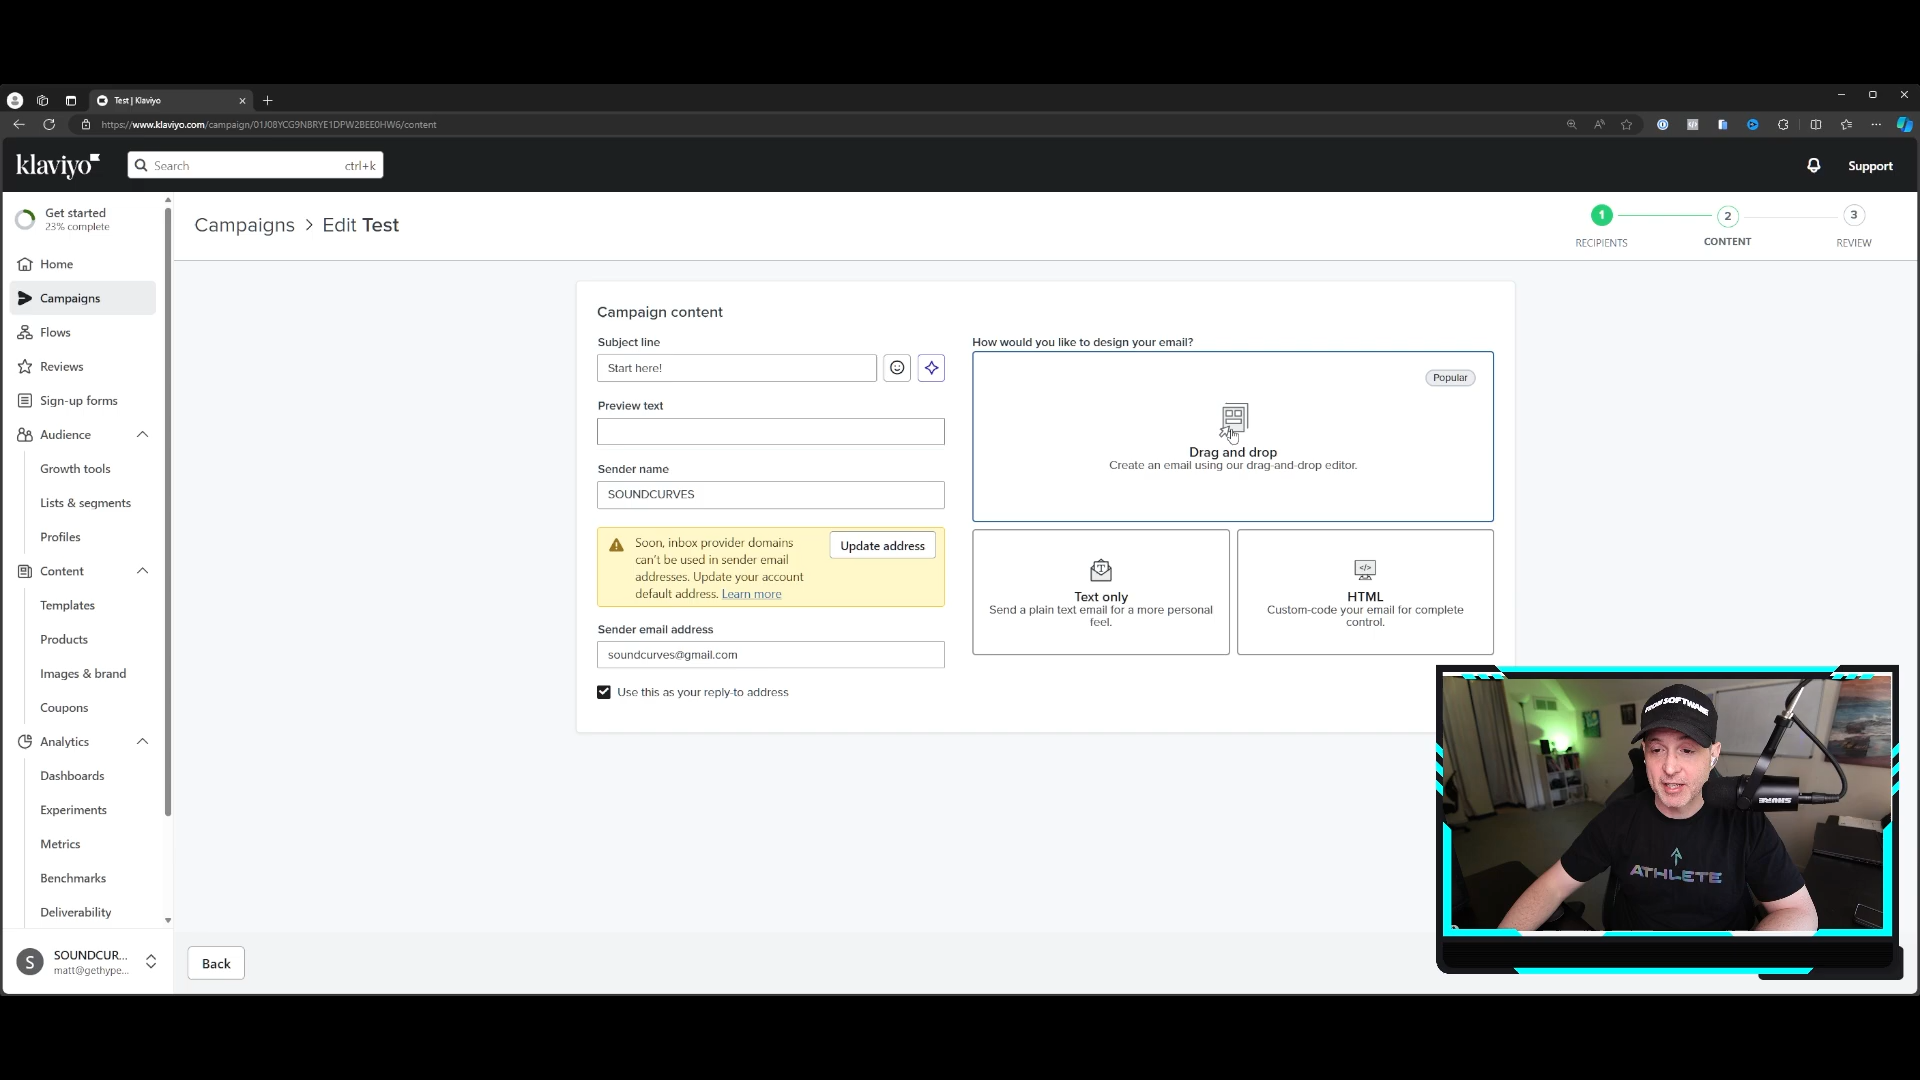 Test | Klaviyo
https://www.klaviyo.com/campaign/01J08YCG9NBRYE1DPW2BEE0HW6/content
klaviyo
Search
ctrl+k
Support
Get started
23% complete
Home
Campaigns
Flows
Reviews
Sign-up forms
Audience
Growth tools
Lists & segments
Profiles
Content
Templates
Products
Images & brand
Coupons
Analytics
Dashboards
Experiments
Metrics
Benchmarks
Deliverability
S
SOUNDCUR...
matt@gethype...
Campaigns > Edit Test
1
2
3
RECIPIENTS
CONTENT
REVIEW
Campaign content
Subject line
Start here!
Preview text
Sender name
SOUNDCURVES
Soon, inbox provider domains
can't be used in sender email
addresses. Update your account
default address. Learn more
Update address
Sender email address
soundcurves@gmail.com
Use this as your reply-to address
How would you like to design your email?
Popular
Drag and drop
Create an email using our drag-and-drop editor.
Text only
Send a plain text email for a more personal
feel.
HTML
Custom-code your email for complete
control.
Back
FROMSOFTWARE
SHURE
ATHLETE